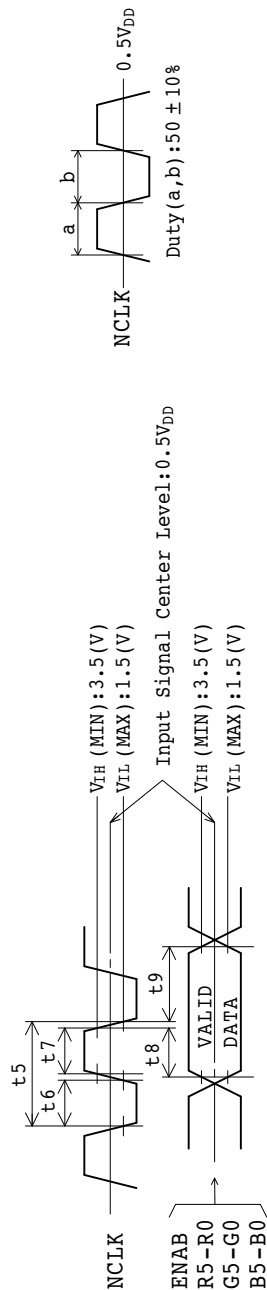 NCLK
t5
t6
t7
VIH (MIN):3.5(V)
VIL (MAX):1.5(V)
Input Signal Center Level:0.5VDD
t8
t9
VALID
DATA
VIH (MIN):3.5(V)
VIL (MAX):1.5(V)
ENAB
R5-R0
G5-G0
B5-B0
NCLK
a
b
0.5VDD
Duty(a,b):50±10%